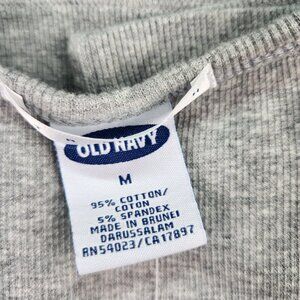 OLD NAVY
M
95% COTTON/
COTON
5% SPANDEX
MADE IN BRUNEI
DARUSSALAM
RN54023/CA17897